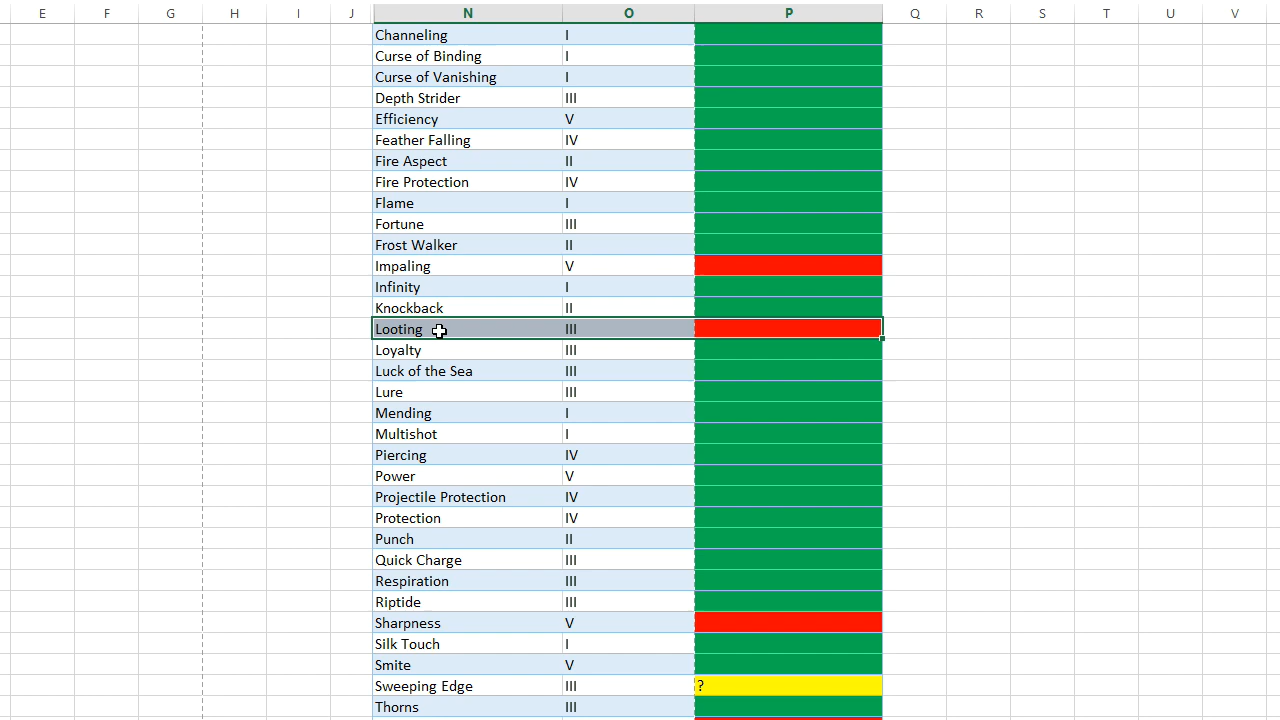 E F G H I J N O P Q R S T U V
Channeling I
Curse of Binding I
Curse of Vanishing I
Depth Strider III
Efficiency V
Feather Falling IV
Fire Aspect II
Fire Protection IV
Flame I
Fortune III
Frost Walker II
Impaling V
Infinity I
Knockback II
Looting III
Loyalty III
Luck of the Sea III
Lure III
Mending I
Multishot I
Piercing IV
Power V
Projectile Protection IV
Protection IV
Punch II
Quick Charge III
Respiration III
Riptide III
Sharpness V
Silk Touch I
Smite V
Sweeping Edge III ?
Thorns III